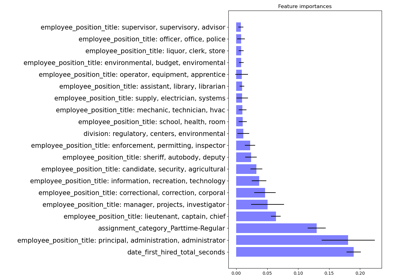 Feature importances
employee_position_title: supervisor, supervisory, advisor
employee_position_title: officer, office, police
employee_position_title: liquor, clerk, store
employee_position_title: environmental, budget, enviromental
employee_position_title: operator, equipment, apprentice
employee_position_title: assistant, library, librarian
employee_position_title: supply, electrician, systems
employee_position_title: mechanic, technician, hvac
employee_position_title: school, health, room
division: regulatory, centers, environmental
employee_position_title: enforcement, permitting, inspector
employee_position_title: sheriff, autobody, deputy
employee_position_title: candidate, security, agricultural
employee_position_title: information, recreation, technology
employee_position_title: correctional, correction, corporal
employee_position_title: manager, projects, investigator
employee_position_title: lieutenant, captain, chief
assignment_category_Parttime-Regular
employee_position_title: principal, administration, administrator
date_first_hired_total_seconds
0.00 0.05 0.10 0.15 0.20